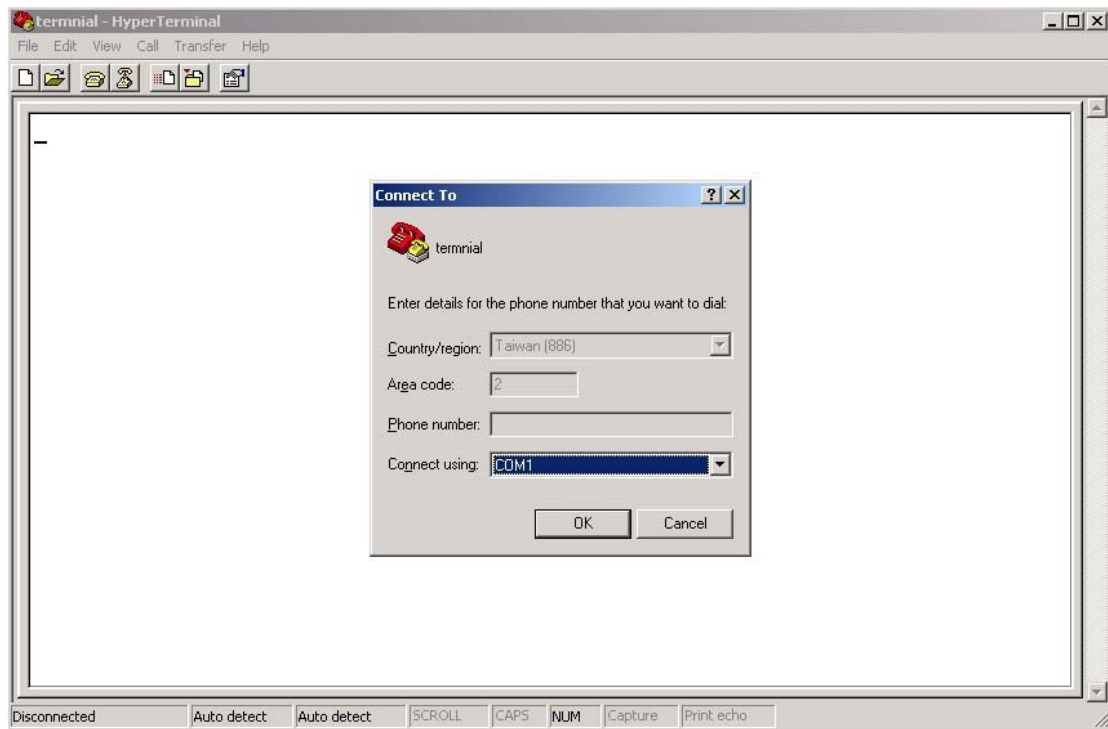 termnial - HyperTerminal
File Edit View Call Transfer Help
Connect To
termnial
Enter details for the phone number that you want to dial:
Country/region: Taiwan (886)
Area code: 2
Phone number:
Connect using: COM1
OK Cancel
Disconnected Auto detect Auto detect SCROLL CAPS NUM Capture Print echo